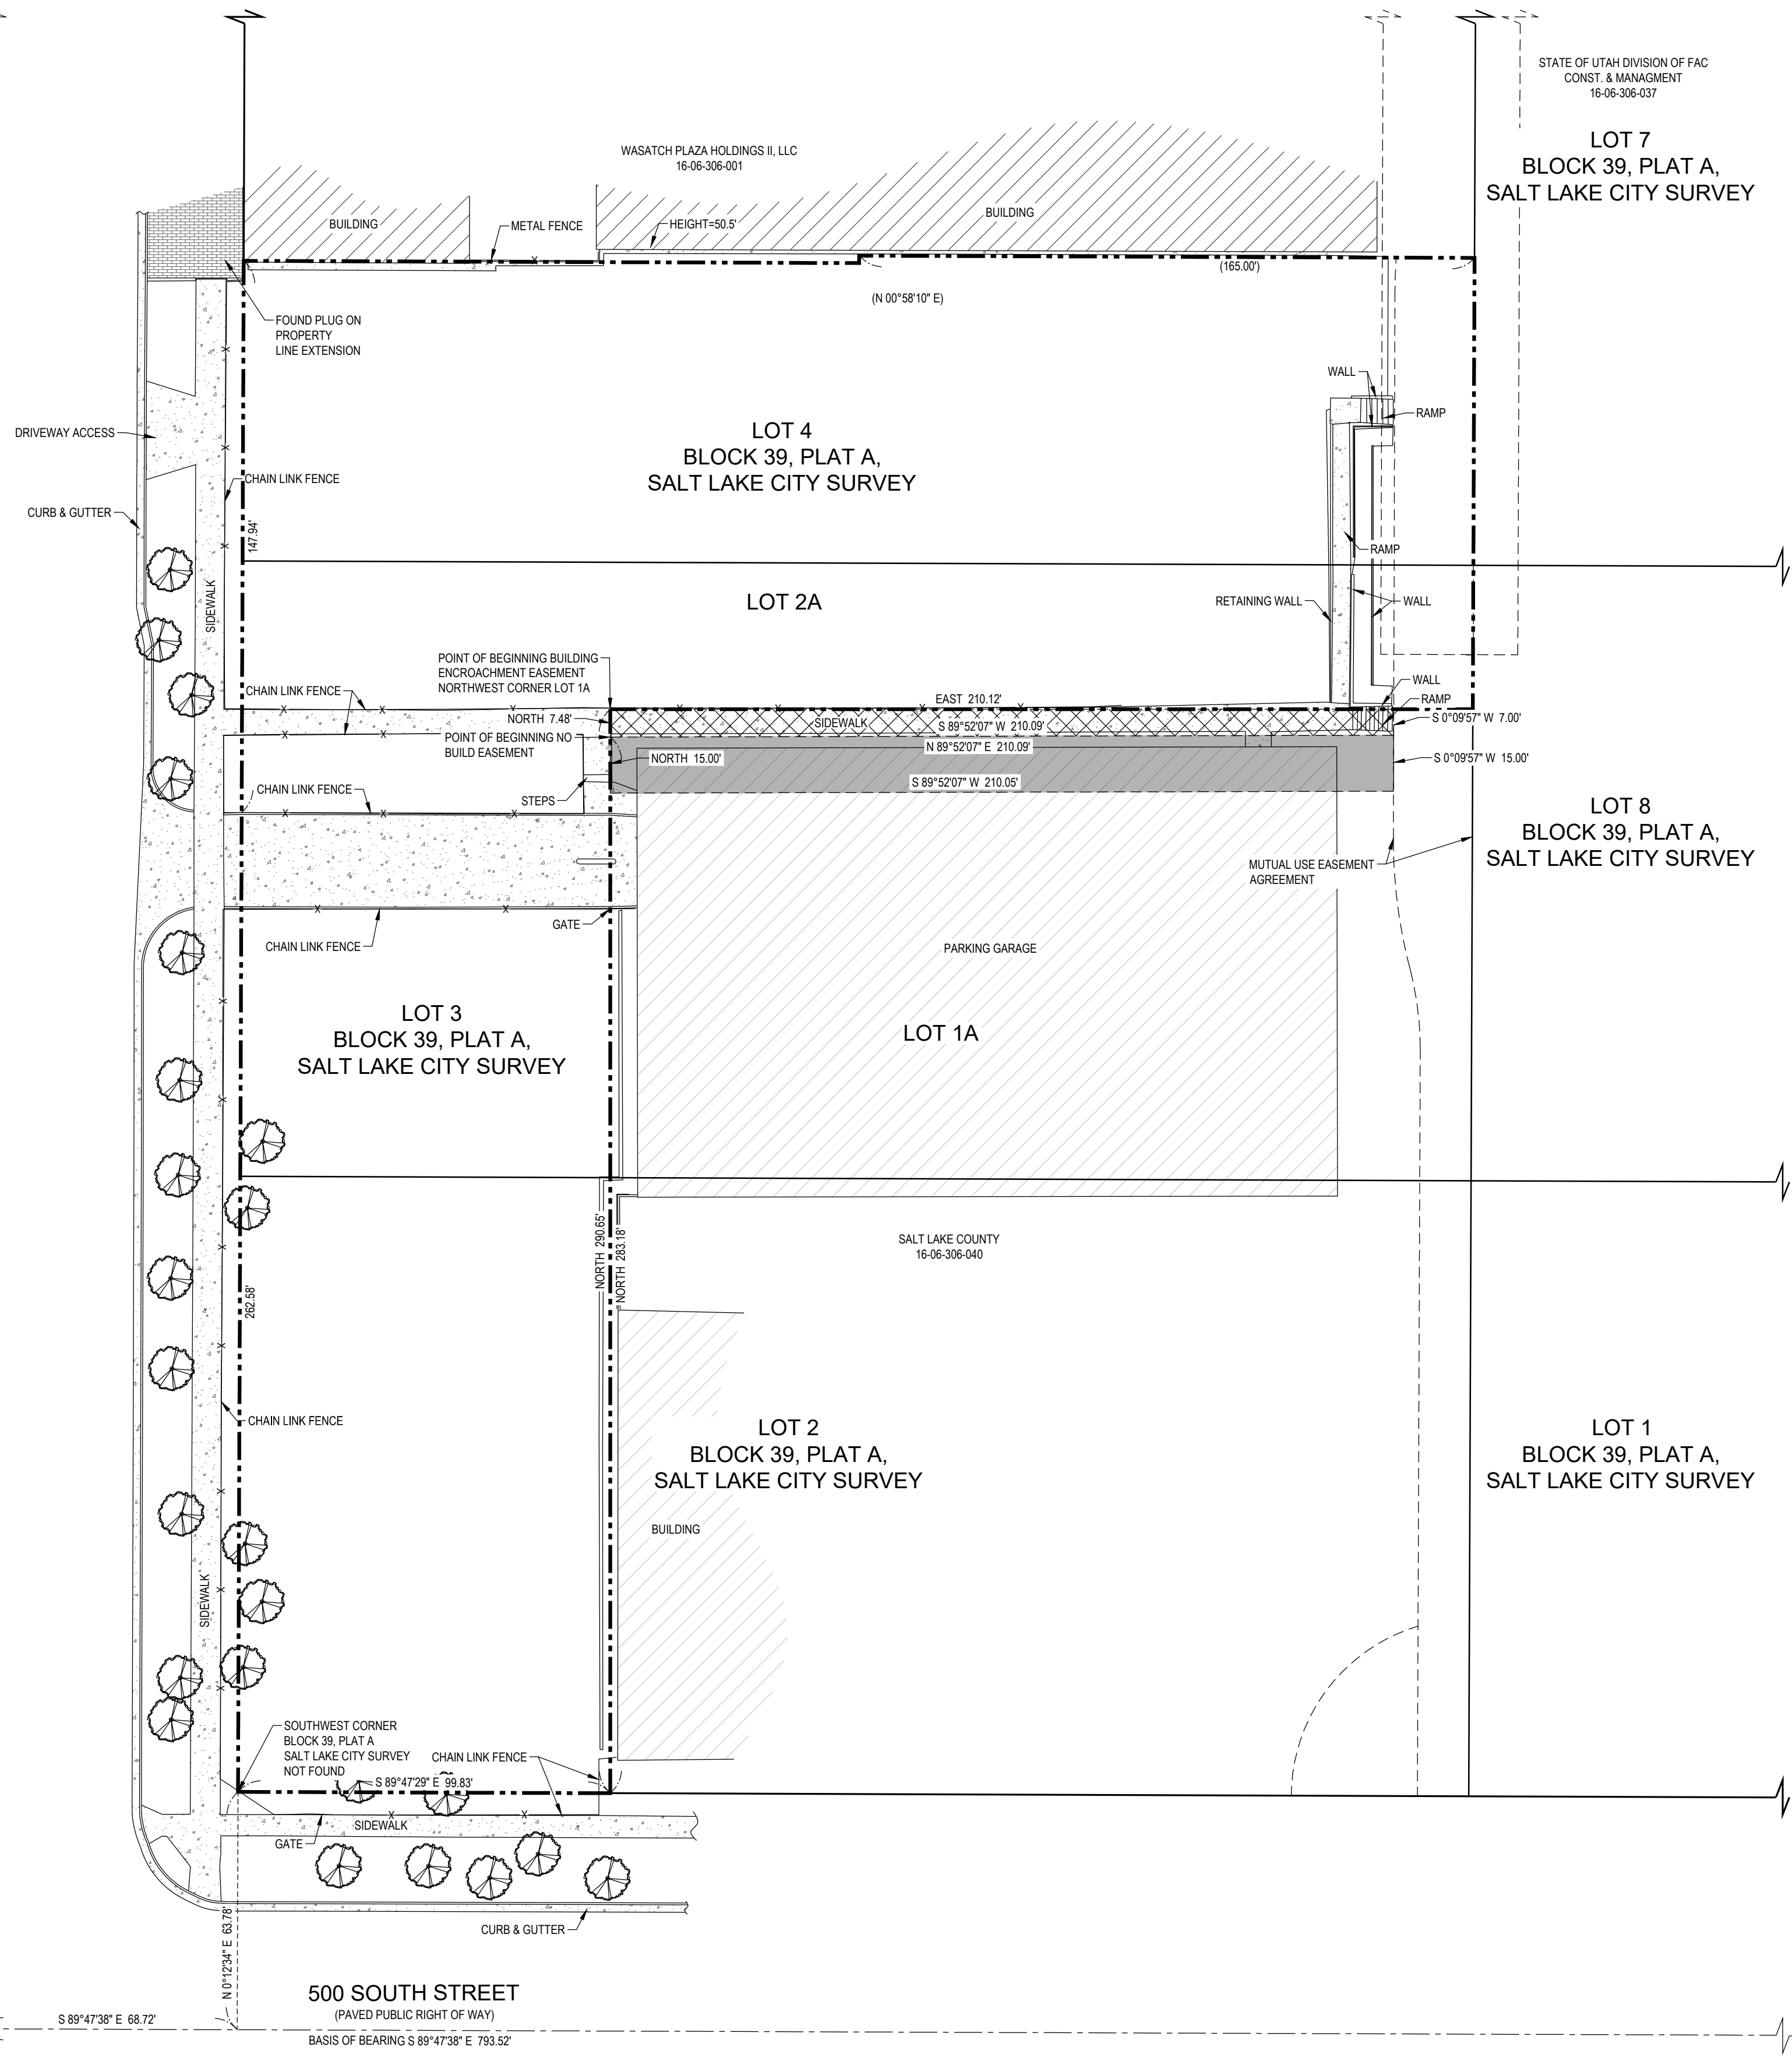 STATE OF UTAH DIVISION OF FAC
CONST. & MANAGMENT
16-06-306-037
LOT 7
BLOCK 39, PLAT A,
SALT LAKE CITY SURVEY
WASATCH PLAZA HOLDINGS II, LLC
16-06-306-001
BUILDING
METAL FENCE
HEIGHT=50.5'
BUILDING
(165.00')
(N 00°58'10" E)
FOUND PLUG ON
PROPERTY
LINE EXTENSION
WALL
RAMP
DRIVEWAY ACCESS
LOT 4
BLOCK 39, PLAT A,
SALT LAKE CITY SURVEY
CHAIN LINK FENCE
CURB & GUTTER
147.94'
RAMP
SIDEWALK
LOT 2A
RETAINING WALL
WALL
POINT OF BEGINNING BUILDING
ENCROACHMENT EASEMENT
NORTHWEST CORNER LOT 1A
CHAIN LINK FENCE
WALL
EAST 210.12'
RAMP
NORTH 7.48'
SIDEWALK
S 89°52'07" W 210.09'
S 0°09'57" W 7.00'
POINT OF BEGINNING NO
BUILD EASEMENT
N 89°52'07" E 210.09'
NORTH 15.00'
S 0°09'57" W 15.00'
S 89°52'07" W 210.05'
CHAIN LINK FENCE
STEPS
LOT 8
BLOCK 39, PLAT A,
SALT LAKE CITY SURVEY
MUTUAL USE EASEMENT
AGREEMENT
GATE
CHAIN LINK FENCE
PARKING GARAGE
LOT 3
BLOCK 39, PLAT A,
SALT LAKE CITY SURVEY
LOT 1A
NORTH 290.65'
NORTH 283.18'
SALT LAKE COUNTY
16-06-306-040
262.58'
CHAIN LINK FENCE
LOT 2
BLOCK 39, PLAT A,
SALT LAKE CITY SURVEY
LOT 1
BLOCK 39, PLAT A,
SALT LAKE CITY SURVEY
BUILDING
SIDEWALK
SOUTHWEST CORNER
BLOCK 39, PLAT A
SALT LAKE CITY SURVEY
NOT FOUND
CHAIN LINK FENCE
S 89°47'29" E 99.83'
SIDEWALK
GATE
CURB & GUTTER
N 0°12'34" E 63.78'
500 SOUTH STREET
(PAVED PUBLIC RIGHT OF WAY)
S 89°47'38" E 68.72'
BASIS OF BEARING S 89°47'38" E 793.52'